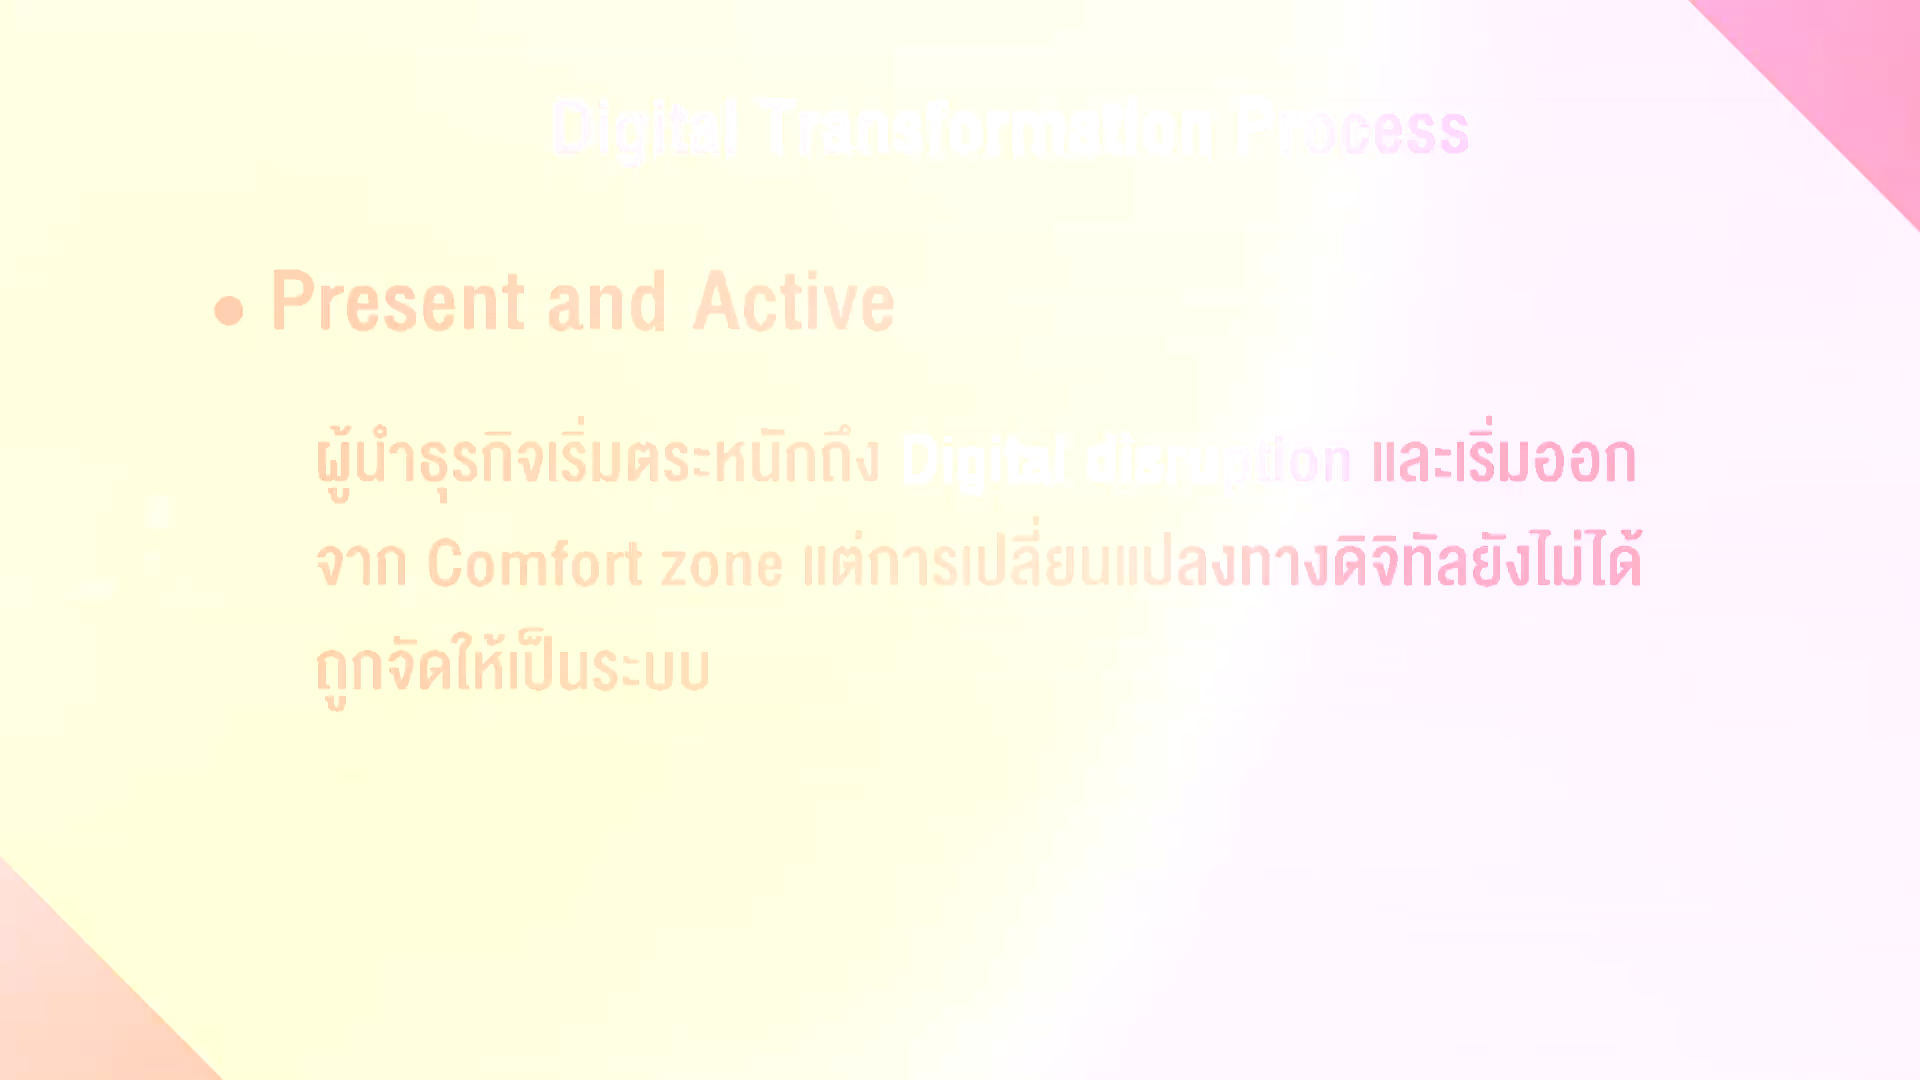 Digital Transformation Process
• Present and Active
ผู้นำธุรกิจเริ่มตระหนักถึง Digital disruption และเริ่มออก
จาก Comfort zone แต่การเปลี่ยนแปลงทางดิจิทัลยังไม่ได้
ถูกจัดให้เป็นระบบ